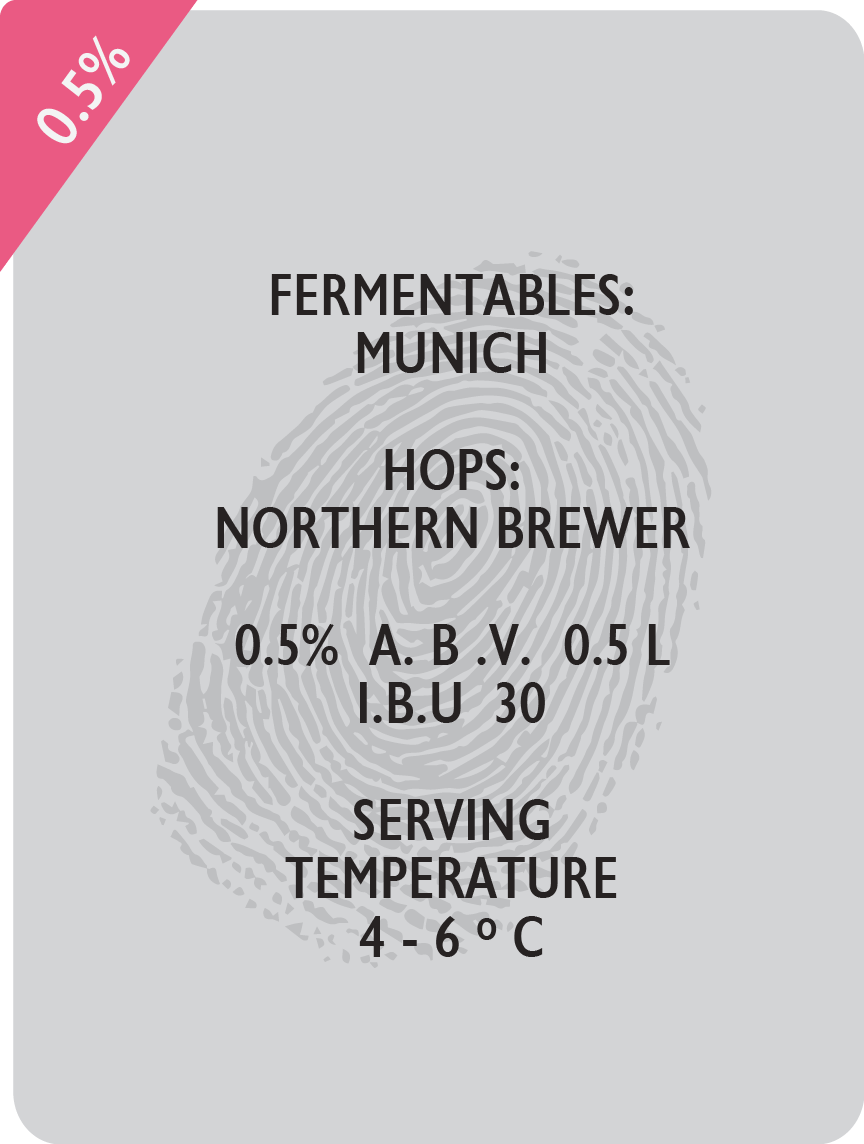 0.5%
FERMENTABLES:
MUNICH
HOPS:
NORTHERN BREWER
0.5% A. B .V. 0.5 L
I.B.U 30
SERVING
TEMPERATURE
4 - 6 º C